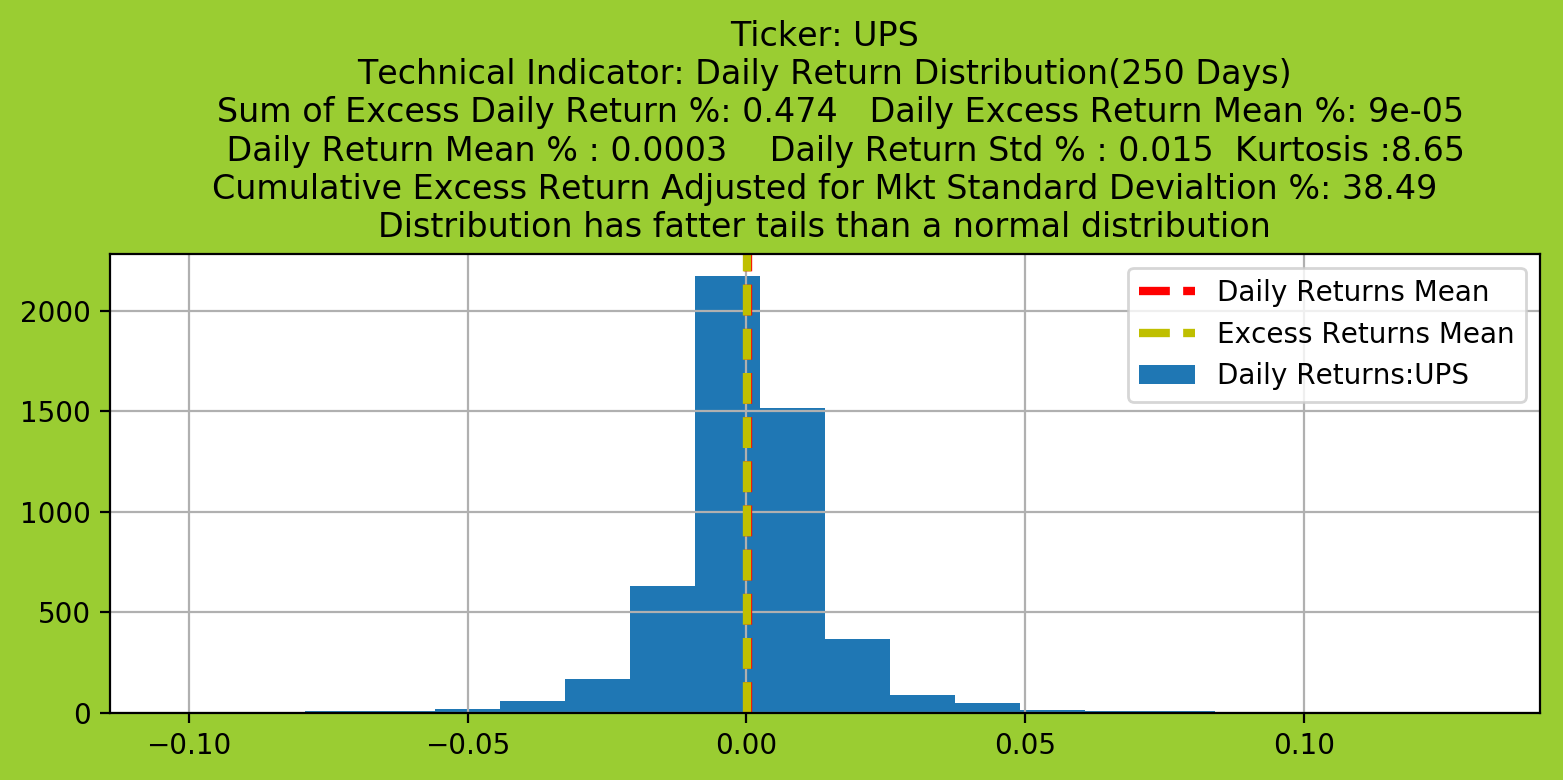 Ticker: UPS
Technical Indicator: Daily Return Distribution(250 Days)
Sum of Excess Daily Return %: 0.474   Daily Excess Return Mean %: 9e-05
Daily Return Mean % : 0.0003    Daily Return Std % : 0.015  Kurtosis :8.65
Cumulative Excess Return Adjusted for Mkt Standard Devialtion %: 38.49
Distribution has fatter tails than a normal distribution
Daily Returns Mean
Excess Returns Mean
Daily Returns:UPS
2000
1500
1000
500
0
−0.10 −0.05 0.00 0.05 0.10